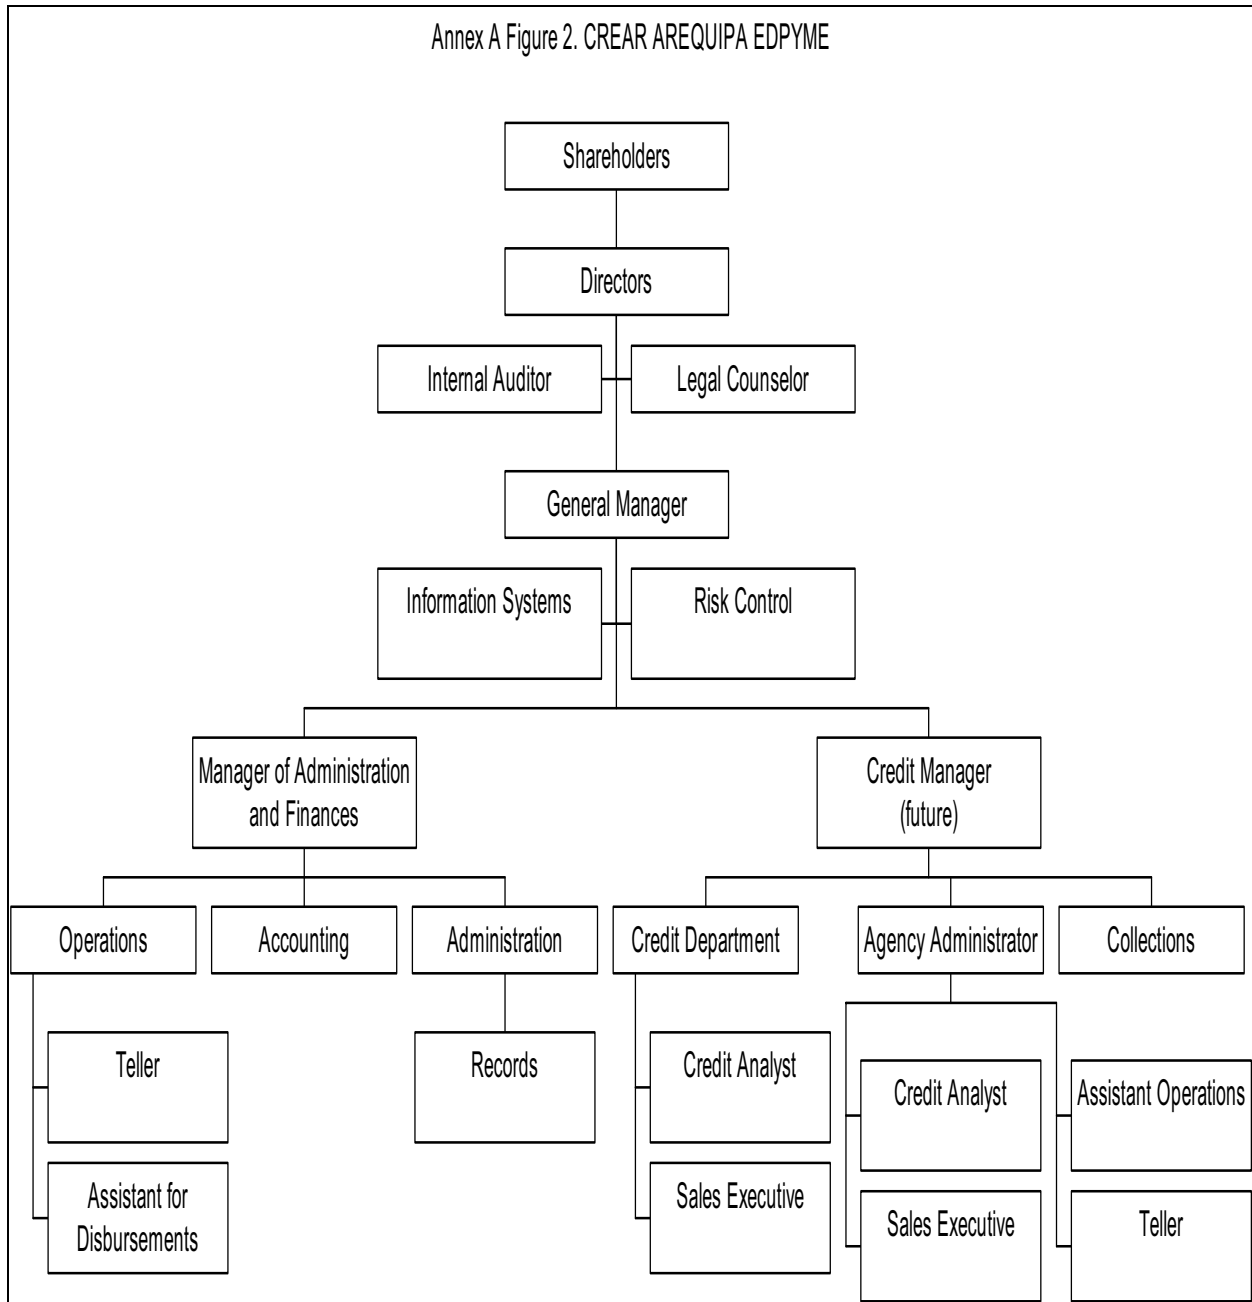 Annex A Figure 2. CREAR AREQUIPA EDPYME
Shareholders
Directors
Internal Auditor
Legal Counselor
General Manager
Information Systems
Risk Control
Manager of Administration
and Finances
Credit Manager
(future)
Operations
Accounting
Administration
Credit Department
Agency Administrator
Collections
Teller
Records
Credit Analyst
Credit Analyst
Assistant Operations
Assistant for
Disbursements
Sales Executive
Sales Executive
Teller